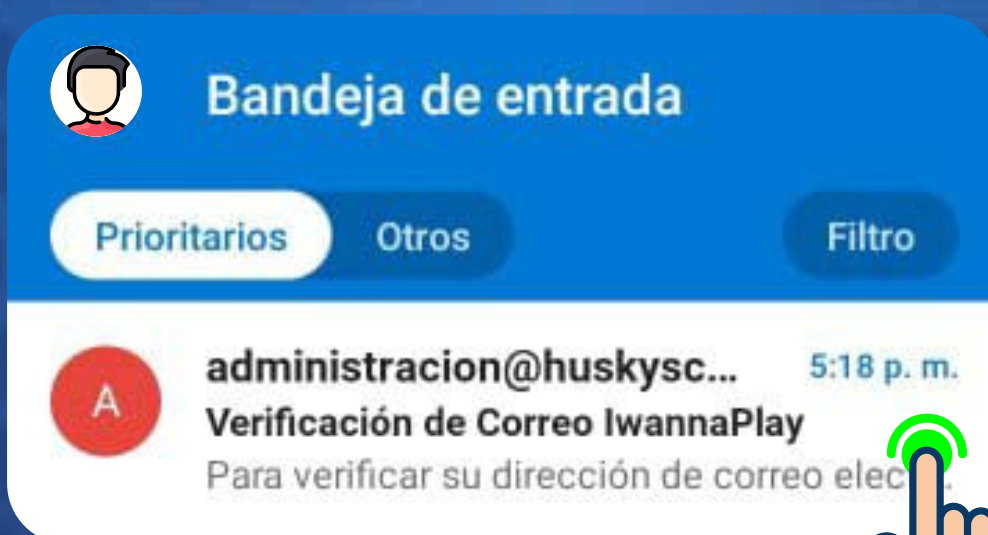 Bandeja de entrada
Prioritarios Otros Filtro
A administracion@huskysc... 5:18 p. m.
Verificación de Correo IwannaPlay
Para verificar su dirección de correo elec